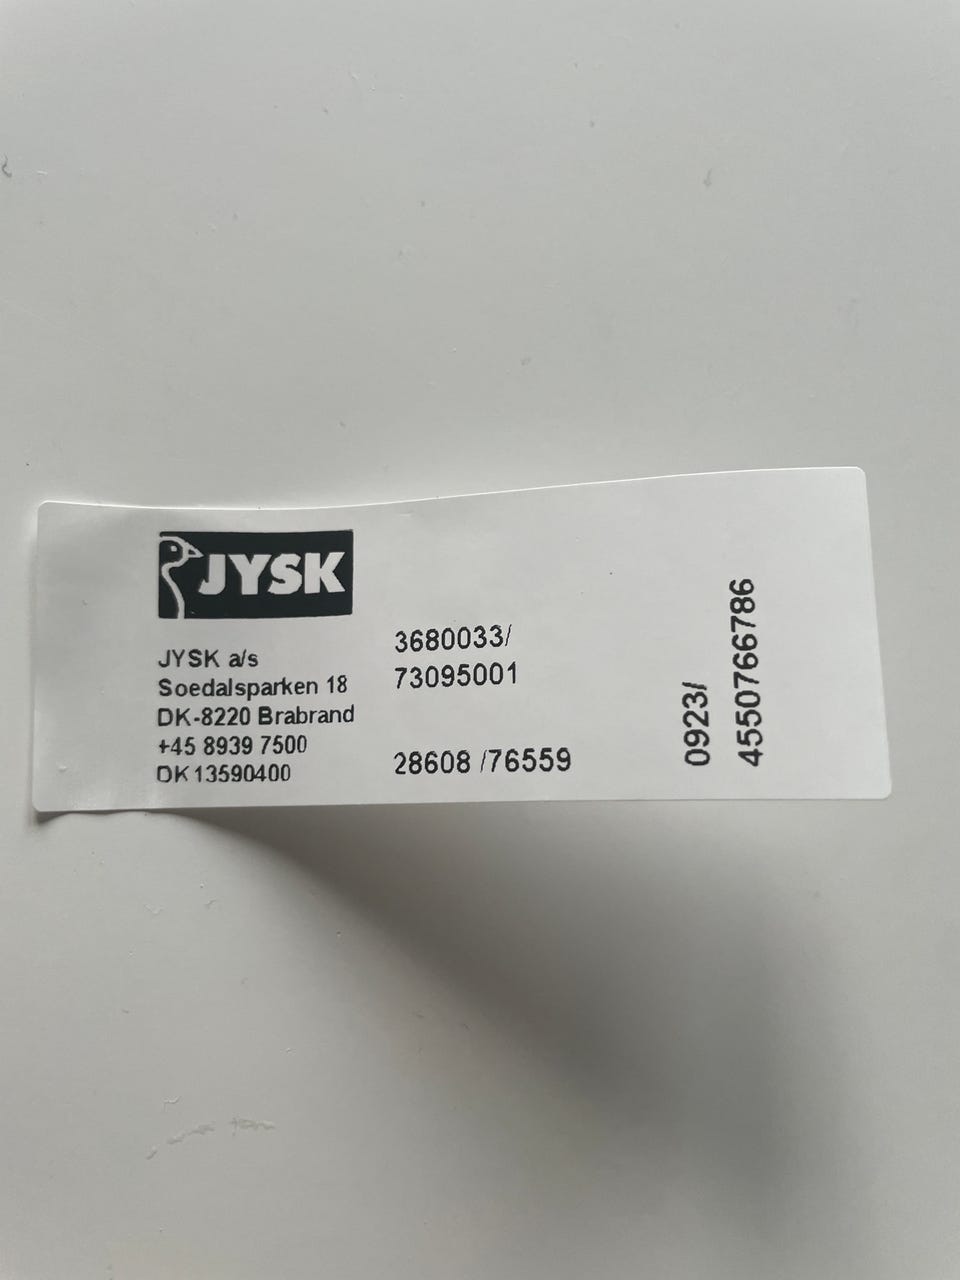 JYSK
JYSK a/s
Soedalsparken 18
DK-8220 Brabrand
+45 8939 7500
DK 13590400
3680033/
73095001
28608 /76559
0923/
4550766786